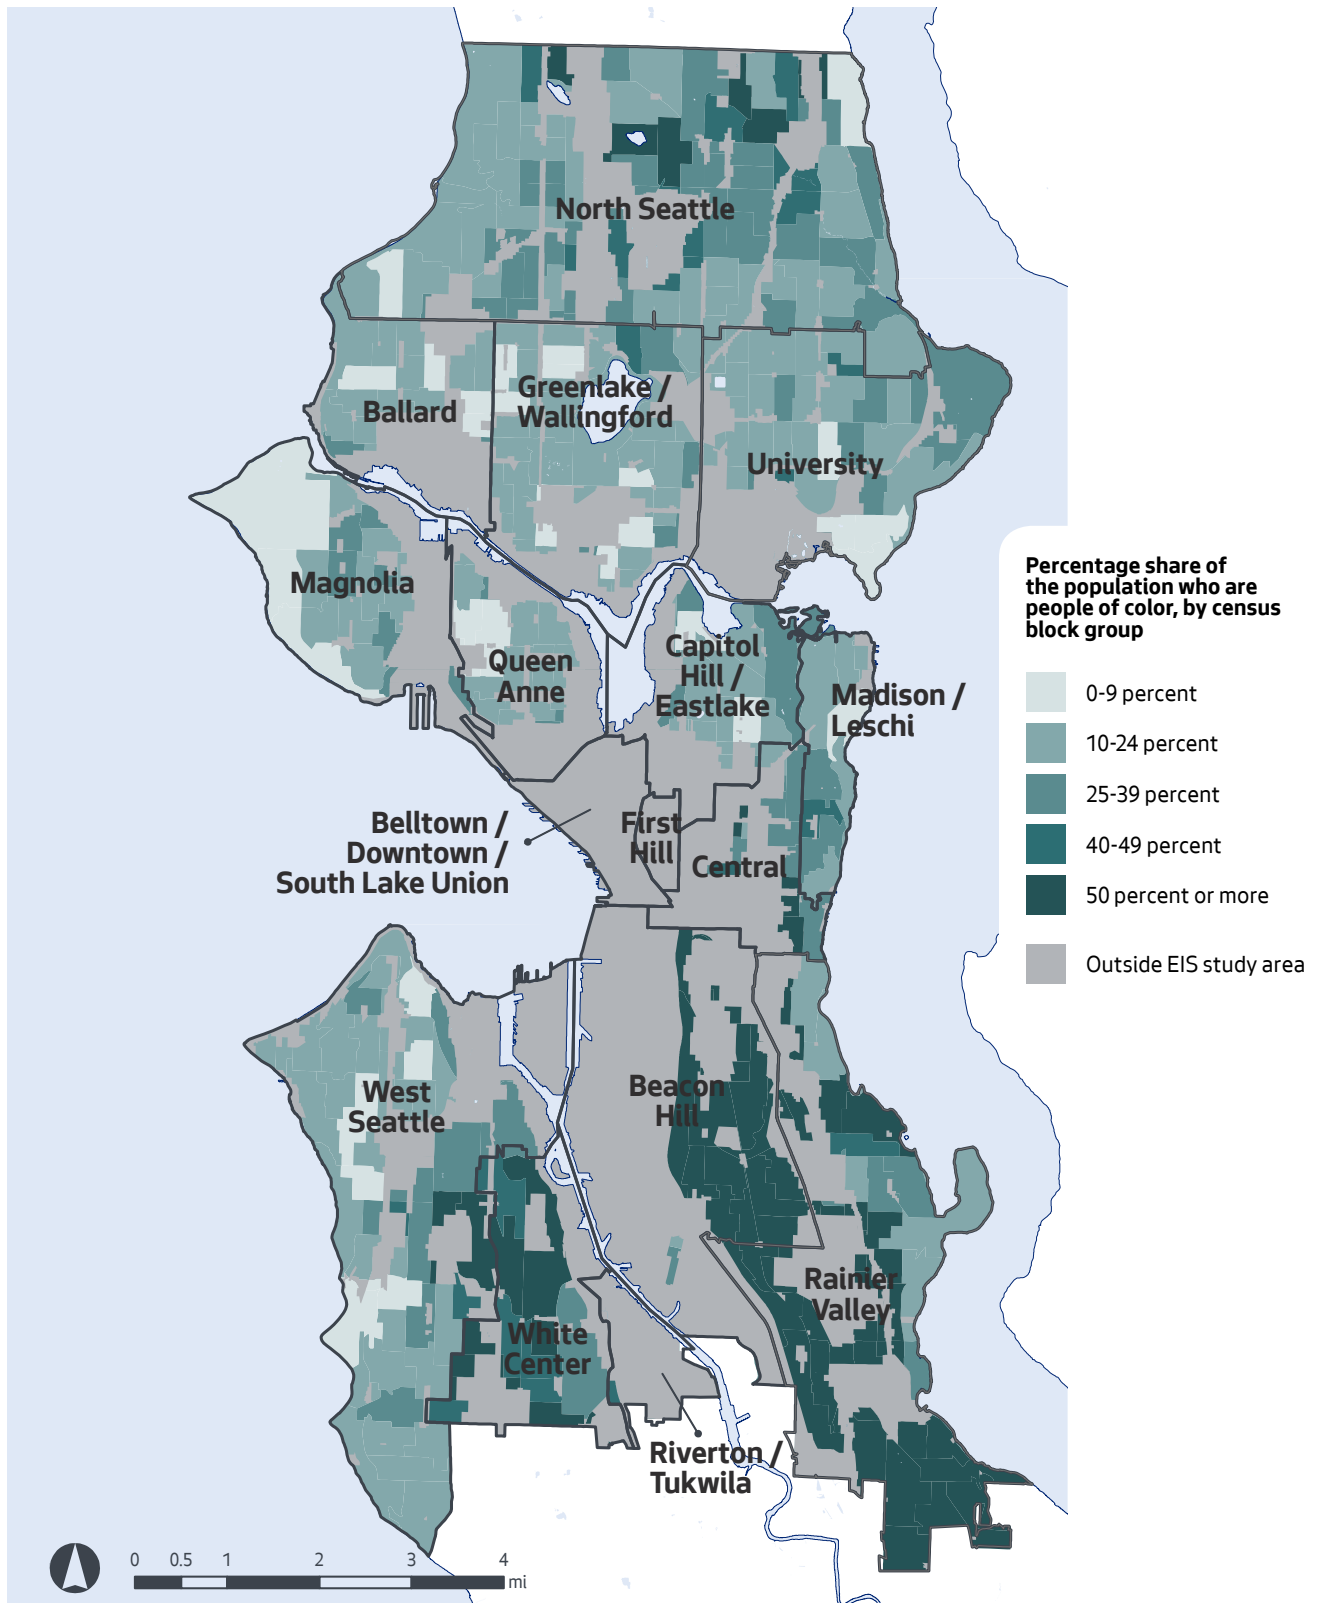 North Seattle
Greenlake /
Wallingford
Ballard
University
Magnolia
Queen
Anne
Capitol
Hill /
Eastlake
Madison /
Leschi
Belltown /
Downtown /
South Lake Union
First
Hill
Central
West
Seattle
Beacon
Hill
Rainier
Valley
White
Center
Riverton /
Tukwila
Percentage share of
the population who are
people of color, by census
block group
0-9 percent
10-24 percent
25-39 percent
40-49 percent
50 percent or more
Outside EIS study area
0 0.5 1 2 3 4
mi